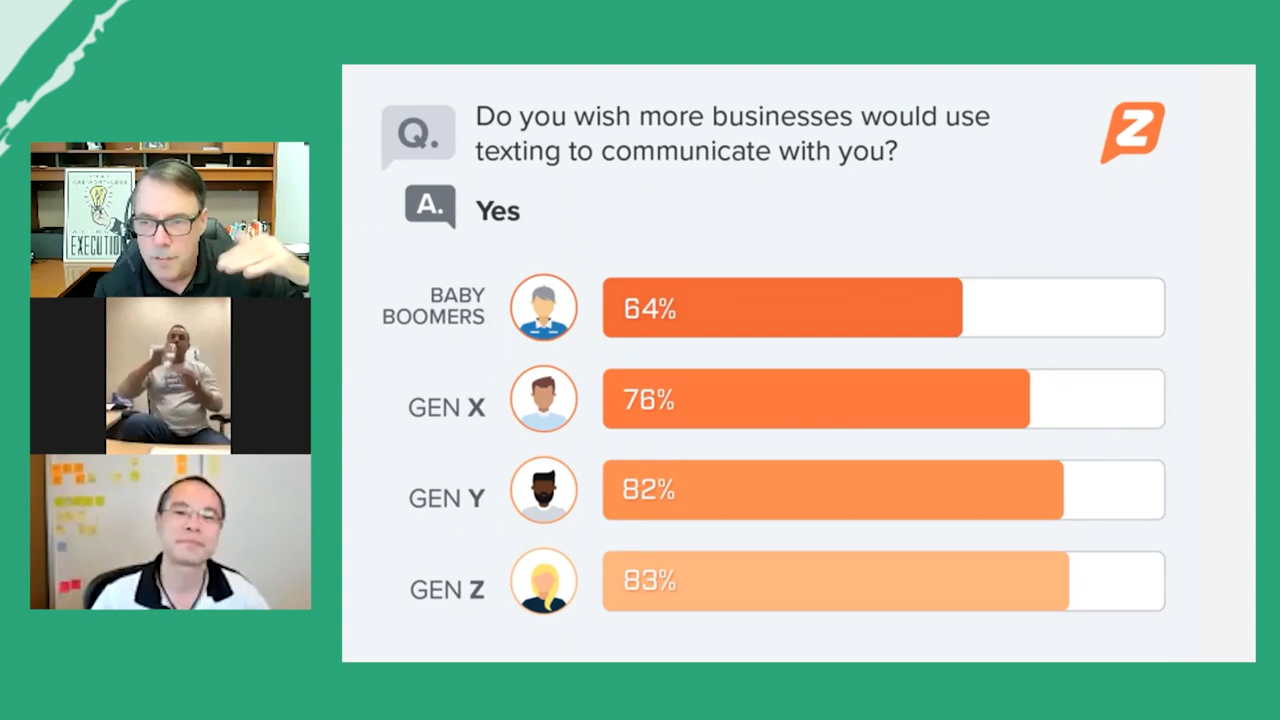 Q.
Do you wish more businesses would use
texting to communicate with you?
Z
A.
Yes
BABY
BOOMERS
64%
GEN X
76%
GEN Y
82%
GEN Z
83%